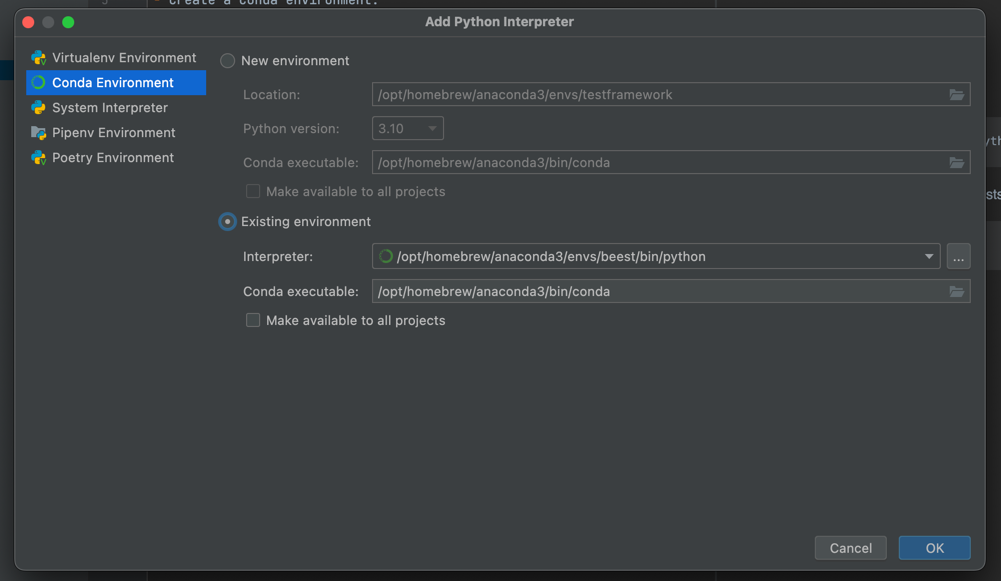 5
create a conda environment.
Add Python Interpreter
Virtualenv Environment
Conda Environment
System Interpreter
Pipenv Environment
Poetry Environment
New environment
Location: /opt/homebrew/anaconda3/envs/testframework
Python version: 3.10
Conda executable: /opt/homebrew/anaconda3/bin/conda
Make available to all projects
Existing environment
Interpreter: /opt/homebrew/anaconda3/envs/beest/bin/python ...
Conda executable: /opt/homebrew/anaconda3/bin/conda
Make available to all projects
Cancel OK